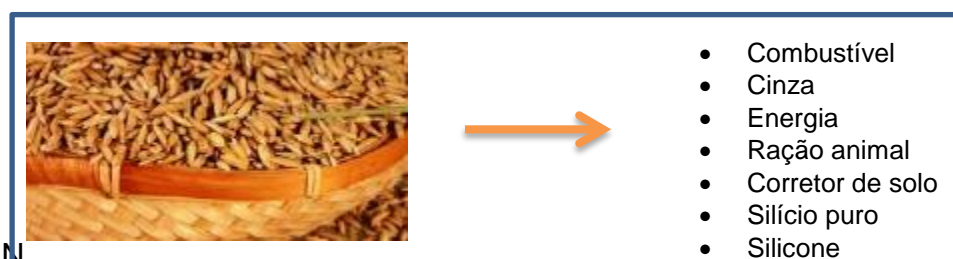 • Combustível
• Cinza
• Energia
• Ração animal
• Corretor de solo
• Silício puro
• Silicone